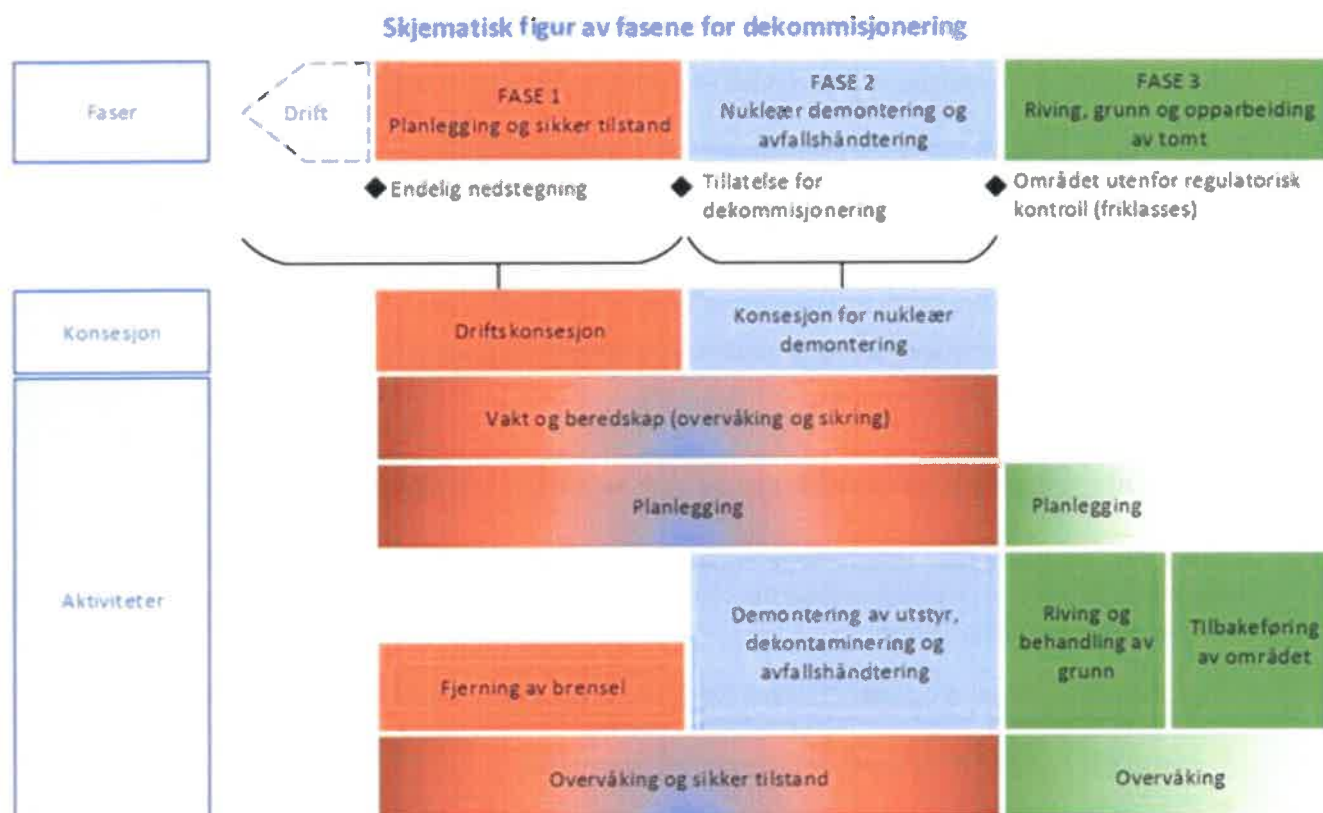 Skjematisk figur av fasene for dekommisjonering
Faser
Drift
FASE 1
Planlegging og sikker tilstand
FASE 2
Nukleær demontering og
avfallshåndtering
FASE 3
Riving, grunn og opparbeiding
av tomt
Endelig nedstegning
Tillatelse for
dekommisjonering
Området utenfor regulatorisk
kontroll (friklasses)
Konsesjon
Driftskonsesjon
Konsesjon for nukleær
demontering
Aktiviteter
Vakt og beredskap (overvåking og sikring)
Planlegging
Planlegging
Fjerning av brensel
Demontering av utstyr,
dekontaminering og
avfallshåndtering
Riving og
behandling av
grunn
Tilbakeføring
av området
Overvåking og sikker tilstand
Overvåking